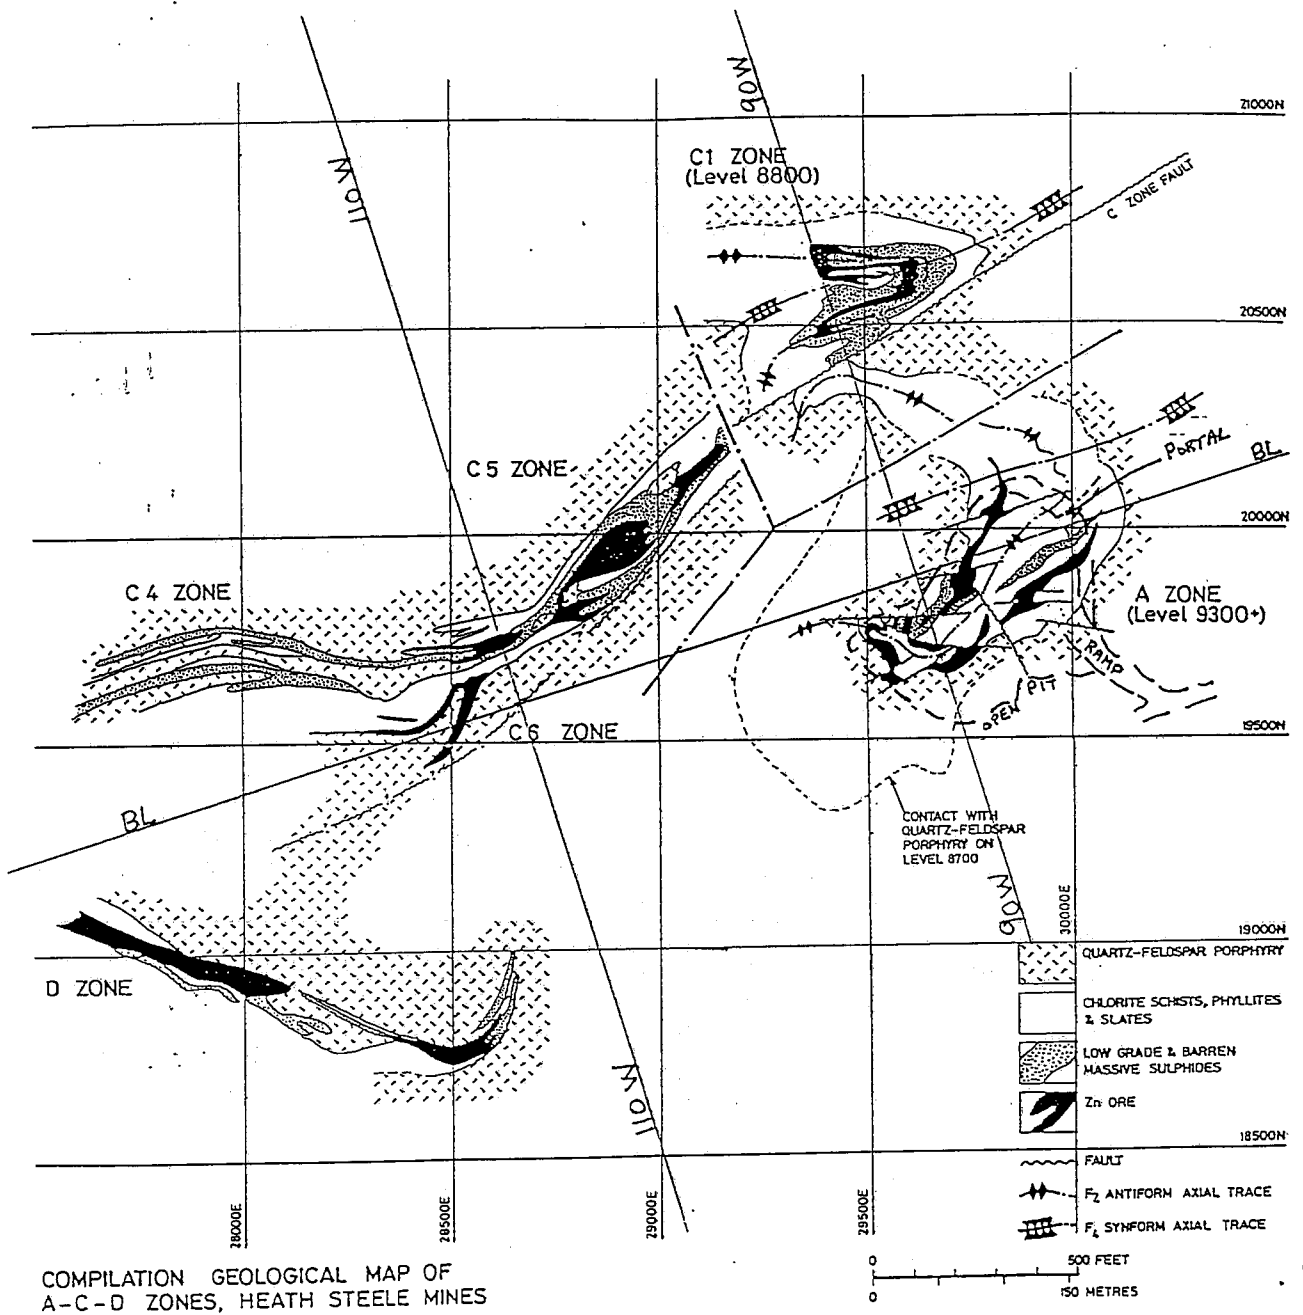 90W
21000N
C1 ZONE
(Level 8800)
110W
C ZONE FAULT
20500N
PORTAL
BL
C5 ZONE
20000N
C4 ZONE
A ZONE
(Level 9300+)
RAMP
OPEN PIT
C6 ZONE
19500N
BL
CONTACT WITH
QUARTZ-FELDSPAR
PORPHYRY ON
LEVEL 8700
90W
30000E
19000N
QUARTZ-FELDSPAR PORPHYRY
D ZONE
CHLORITE SCHISTS, PHYLLITES
& SLATES
LOW GRADE & BARREN
MASSIVE SULPHIDES
Zn ORE
110W
18500N
FAULT
28000E
28500E
29000E
29500E
F2 ANTIFORM AXIAL TRACE
F4 SYNFORM AXIAL TRACE
0 500 FEET
0 150 METRES
COMPILATION GEOLOGICAL MAP OF
A-C-D ZONES, HEATH STEELE MINES